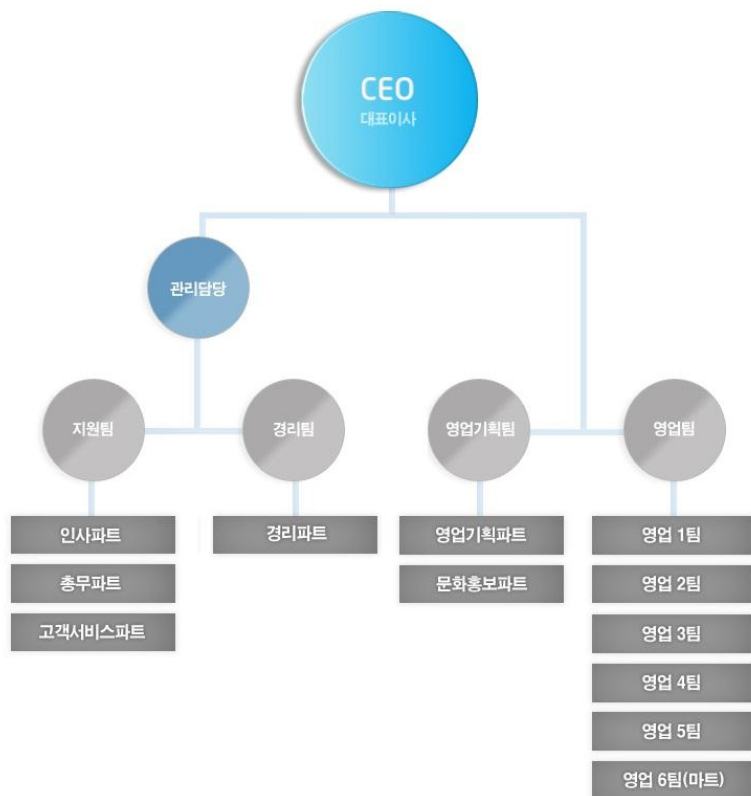 CEO
대표이사
관리담당
지원팀
경리팀
영업기획팀
영업팀
인사파트
경리파트
영업기획파트
영업 1팀
총무파트
문화홍보파트
영업 2팀
고객서비스파트
영업 3팀
영업 4팀
영업 5팀
영업 6팀(마트)